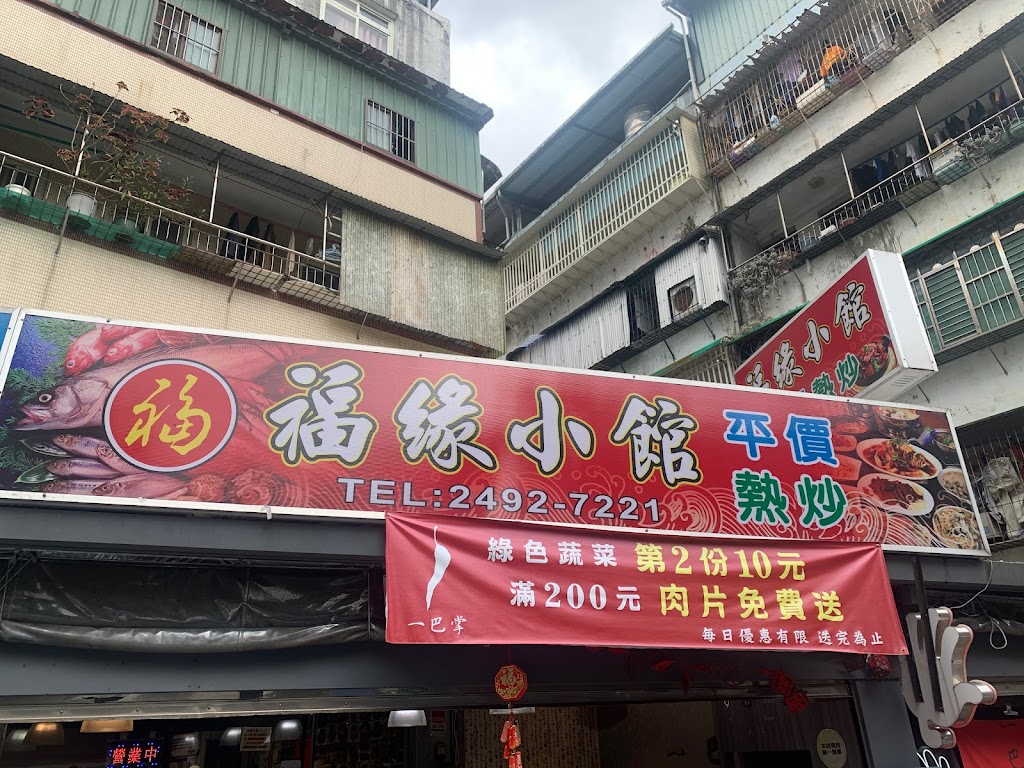 福
福緣小館
平價
熱炒
TEL:2492-7221
福緣小館
熱炒
綠色蔬菜 第2份10元
滿200元 肉片免費送
一巴掌
每日優惠有限 送完為止
福
營業中